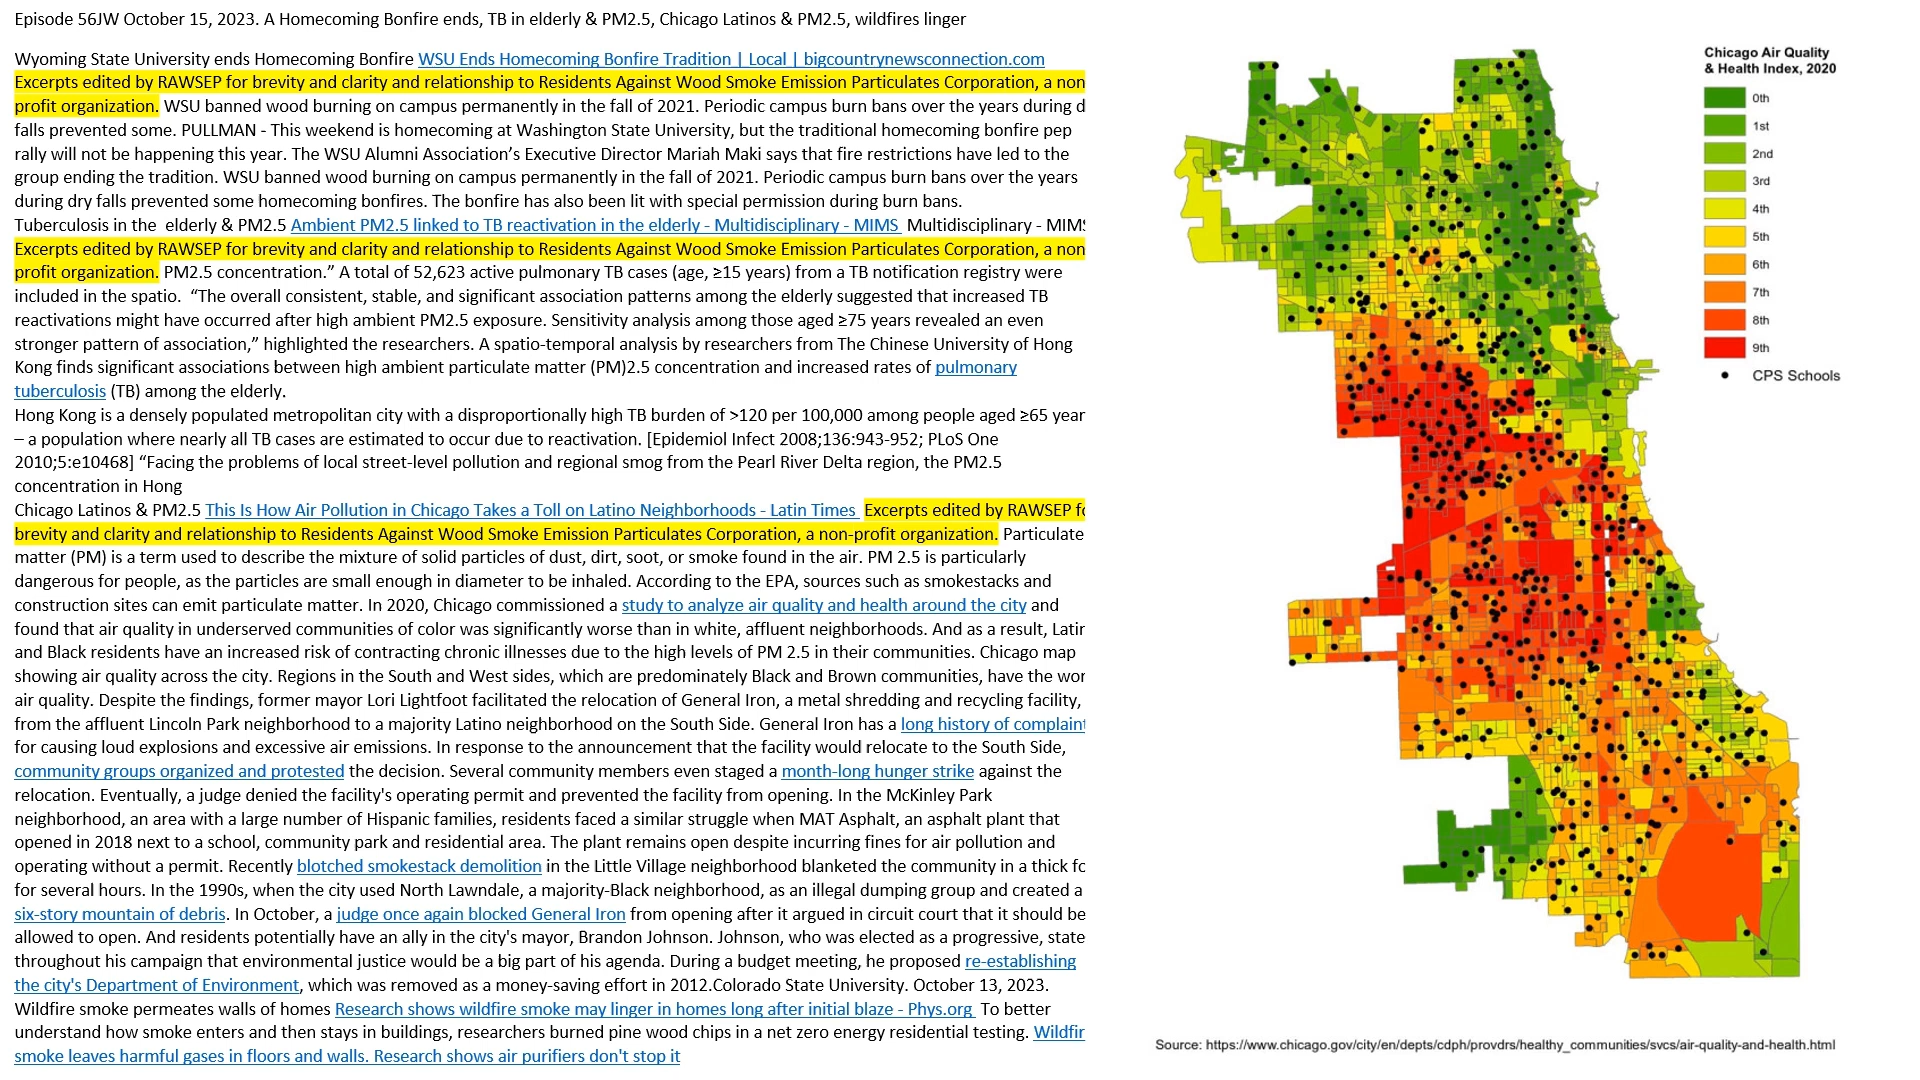 Episode 56JW October 15, 2023. A Homecoming Bonfire ends, TB in elderly & PM2.5, Chicago Latinos & PM2.5, wildfires linger
Wyoming State University ends Homecoming Bonfire WSU Ends Homecoming Bonfire Tradition | Local | bigcountrynewsconnection.com
Excerpts edited by RAWSEP for brevity and clarity and relationship to Residents Against Wood Smoke Emission Particulates Corporation, a non
profit organization. WSU banned wood burning on campus permanently in the fall of 2021. Periodic campus burn bans over the years during d
falls prevented some. PULLMAN - This weekend is homecoming at Washington State University, but the traditional homecoming bonfire pep
rally will not be happening this year. The WSU Alumni Association's Executive Director Mariah Maki says that fire restrictions have led to the
group ending the tradition. WSU banned wood burning on campus permanently in the fall of 2021. Periodic campus burn bans over the years
during dry falls prevented some homecoming bonfires. The bonfire has also been lit with special permission during burn bans.
Tuberculosis in the elderly & PM2.5 Ambient PM2.5 linked to TB reactivation in the elderly - Multidisciplinary - MIMS Multidisciplinary - MIMS
Excerpts edited by RAWSEP for brevity and clarity and relationship to Residents Against Wood Smoke Emission Particulates Corporation, a non
profit organization. PM2.5 concentration.” A total of 52,623 active pulmonary TB cases (age, ≥15 years) from a TB notification registry were
included in the spatio. “The overall consistent, stable, and significant association patterns among the elderly suggested that increased TB
reactivations might have occurred after high ambient PM2.5 exposure. Sensitivity analysis among those aged ≥75 years revealed an even
stronger pattern of association,” highlighted the researchers. A spatio-temporal analysis by researchers from The Chinese University of Hong
Kong finds significant associations between high ambient particulate matter (PM)2.5 concentration and increased rates of pulmonary
tuberculosis (TB) among the elderly.
Hong Kong is a densely populated metropolitan city with a disproportionally high TB burden of >120 per 100,000 among people aged ≥65 year
– a population where nearly all TB cases are estimated to occur due to reactivation. [Epidemiol Infect 2008;136:943-952; PLoS One
2010;5:e10468] “Facing the problems of local street-level pollution and regional smog from the Pearl River Delta region, the PM2.5
concentration in Hong
Chicago Latinos & PM2.5 This Is How Air Pollution in Chicago Takes a Toll on Latino Neighborhoods - Latin Times Excerpts edited by RAWSEP fo
brevity and clarity and relationship to Residents Against Wood Smoke Emission Particulates Corporation, a non-profit organization. Particulate
matter (PM) is a term used to describe the mixture of solid particles of dust, dirt, soot, or smoke found in the air. PM 2.5 is particularly
dangerous for people, as the particles are small enough in diameter to be inhaled. According to the EPA, sources such as smokestacks and
construction sites can emit particulate matter. In 2020, Chicago commissioned a study to analyze air quality and health around the city and
found that air quality in underserved communities of color was significantly worse than in white, affluent neighborhoods. And as a result, Latin
and Black residents have an increased risk of contracting chronic illnesses due to the high levels of PM 2.5 in their communities. Chicago map
showing air quality across the city. Regions in the South and West sides, which are predominately Black and Brown communities, have the wor
air quality. Despite the findings, former mayor Lori Lightfoot facilitated the relocation of General Iron, a metal shredding and recycling facility,
from the affluent Lincoln Park neighborhood to a majority Latino neighborhood on the South Side. General Iron has a long history of complaint
for causing loud explosions and excessive air emissions. In response to the announcement that the facility would relocate to the South Side,
community groups organized and protested the decision. Several community members even staged a month-long hunger strike against the
relocation. Eventually, a judge denied the facility's operating permit and prevented the facility from opening. In the McKinley Park
neighborhood, an area with a large number of Hispanic families, residents faced a similar struggle when MAT Asphalt, an asphalt plant that
opened in 2018 next to a school, community park and residential area. The plant remains open despite incurring fines for air pollution and
operating without a permit. Recently blotched smokestack demolition in the Little Village neighborhood blanketed the community in a thick fo
for several hours. In the 1990s, when the city used North Lawndale, a majority-Black neighborhood, as an illegal dumping group and created a
six-story mountain of debris. In October, a judge once again blocked General Iron from opening after it argued in circuit court that it should be
allowed to open. And residents potentially have an ally in the city's mayor, Brandon Johnson. Johnson, who was elected as a progressive, state
throughout his campaign that environmental justice would be a big part of his agenda. During a budget meeting, he proposed re-establishing
the city's Department of Environment, which was removed as a money-saving effort in 2012.Colorado State University. October 13, 2023.
Wildfire smoke permeates walls of homes Research shows wildfire smoke may linger in homes long after initial blaze - Phys.org To better
understand how smoke enters and then stays in buildings, researchers burned pine wood chips in a net zero energy residential testing. Wildfir
smoke leaves harmful gases in floors and walls. Research shows air purifiers don't stop it
Chicago Air Quality
& Health Index, 2020
0th
1st
2nd
3rd
4th
5th
6th
7th
8th
9th
CPS Schools
Source: https://www.chicago.gov/city/en/depts/cdph/provdrs/healthy_communities/svcs/air-quality-and-health.html